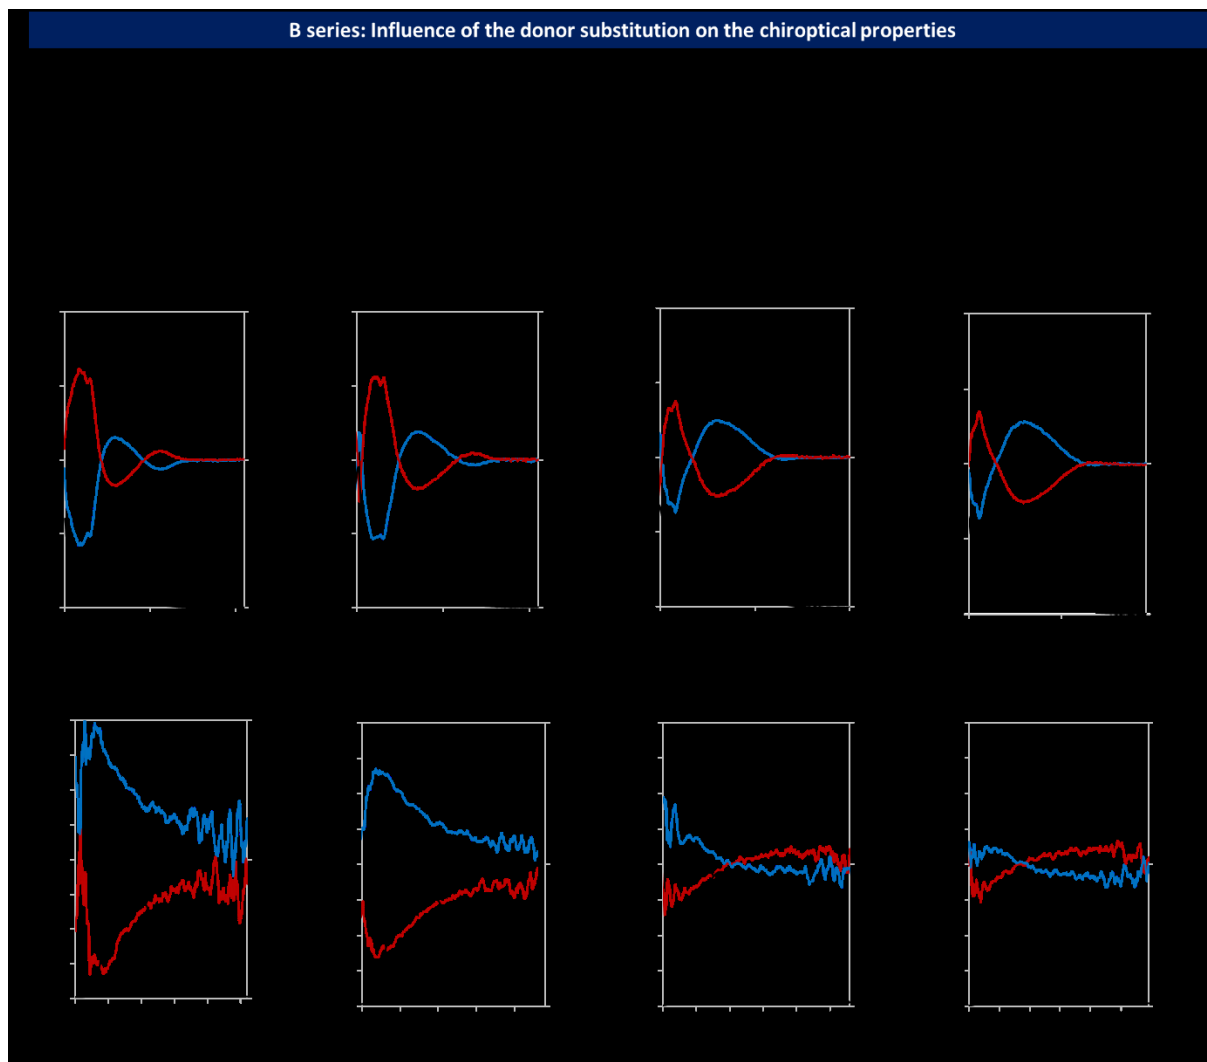 B series: Influence of the donor substitution on the chiroptical properties